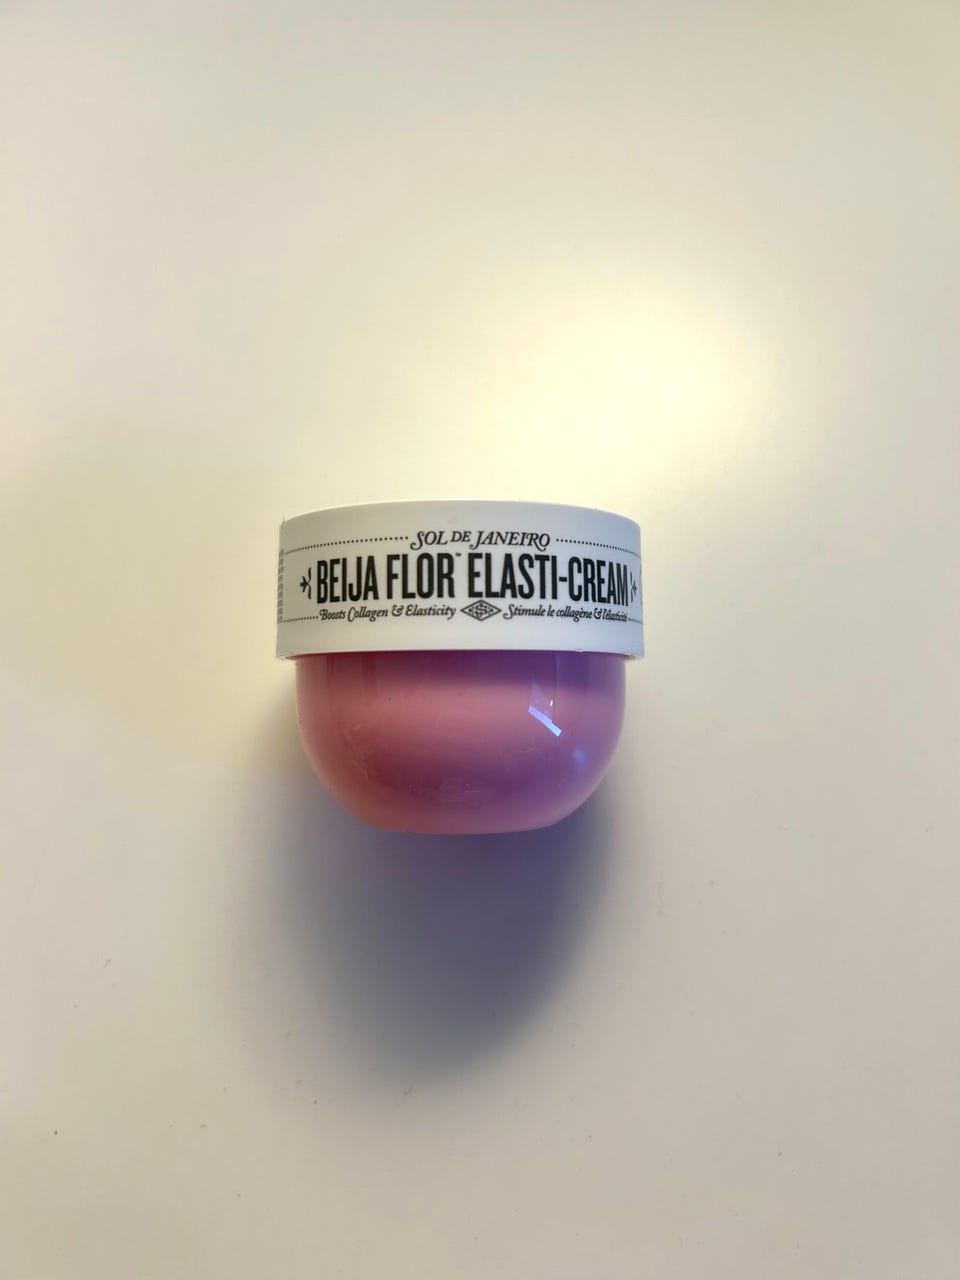 SOL DE JANEIRO
BEIJA FLOR™ ELASTI-CREAM
Boosts Collagen & Elasticity Stimule le collagène & l'élasticité